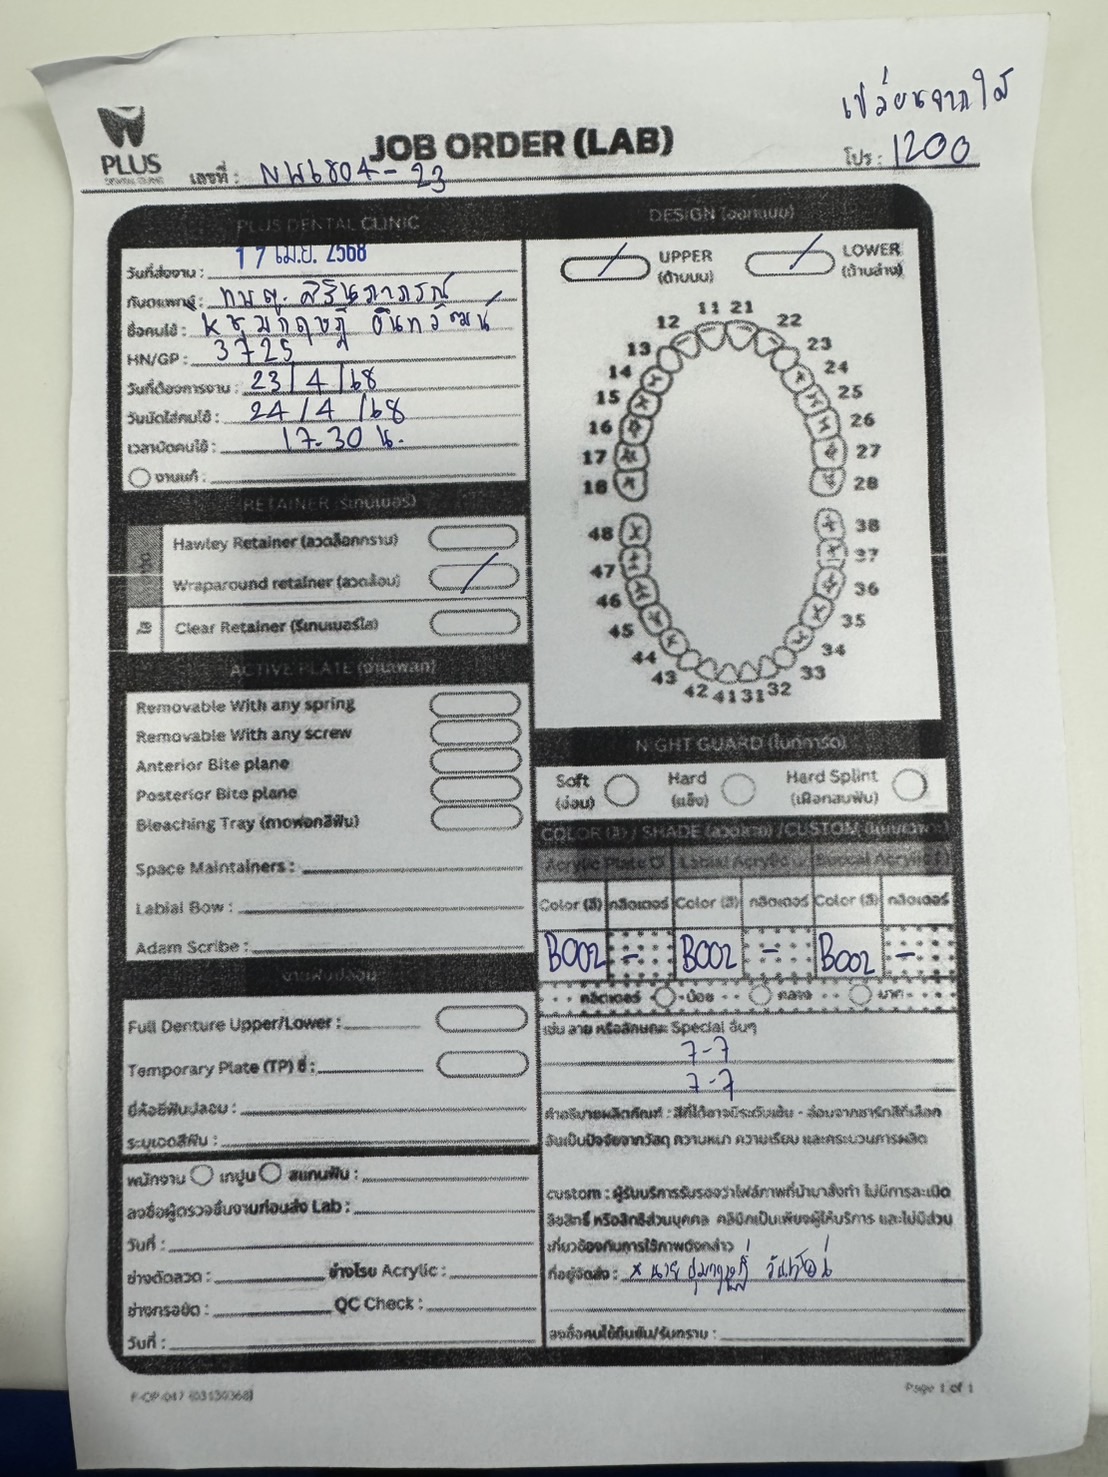 เปลี่ยนจากใส
PLUS
DENTAL CLINIC
JOB ORDER (LAB)
โปร : 1200
เลขที่ : NW6804-23
PLUS DENTAL CLINIC
วันที่ส่งงาน : 17 เม.ย. 2568
ทันตแพทย์ : ทพญ. สิรินภาภรณ์
ชื่อคนไข้ :
HN/GP : 3725
วันที่ต้องการงาน : 23/4/68
วันนัดใส่คนไข้ : 24/4/68
เวลานัดคนไข้ : 17.30 น.
งานแก้ :
DESIGN (ออกแบบ)
UPPER
(ด้านบน)
LOWER
(ด้านล่าง)
11 21
12 22
13 23
14 24
15 25
16 26
17 27
18 28
48 38
47 37
46 36
45 35
44 34
43 33
42 41 31 32
RETAINER (รีเทนเนอร์)
Hawley Retainer (ลวดล็อกกราม)
Wraparound retainer (ลวดล้อม)
ใส
Clear Retainer (รีเทนเนอร์ใส)
ACTIVE PLATE (งานเพลท)
Removable With any spring
Removable With any screw
Anterior Bite plane
Posterior Bite plane
Bleaching Tray (ถาดฟอกสีฟัน)
Space Maintainers :
Labial Bow :
Adam Scribe :
NIGHT GUARD (ไนท์การ์ด)
Soft
(อ่อน)
Hard
(แข็ง)
Hard Splint
(เฝือกสบฟัน)
COLOR (สี) / SHADE (ลวดลาย) /CUSTOM (แบบเฉพาะ)
Acrylic Plate Labial Acrylic Buccal Acrylic
Color (สี) กลิตเตอร์ Color (สี) กลิตเตอร์ Color (สี) กลิตเตอร์
B002 - B002 - B002 -
กลิตเตอร์ น้อย กลาง มาก
เช่น ลาย หรือลักษณะ Special อื่นๆ
7-7
7-7
งานฟันปลอม
Full Denture Upper/Lower :
Temporary Plate (TP) ซี่ :
ยี่ห้อซี่ฟันปลอม :
ระบุเฉดสีฟัน :
คำอธิบายผลิตภัณฑ์ : สีที่ได้อาจมีระดับเข้ม - อ่อนจากชาร์ทสีที่เลือก
อันเป็นปัจจัยจากวัสดุ ความหนา ความเรียบ และกระบวนการผลิต
custom : ผู้รับบริการรับรองว่าไฟล์ภาพที่นำมาสั่งทำ ไม่มีการละเมิด
ลิขสิทธิ์ หรือสิทธิส่วนบุคคล คลินิกเป็นเพียงผู้ให้บริการ และไม่มีส่วน
เกี่ยวข้องกับการใช้ภาพดังกล่าว
ที่อยู่จัดส่ง : x นาย
ลงชื่อคนไข้ยืนยัน/รับทราบ :
พนักงาน เทปูน สแกนฟัน :
ลงชื่อผู้ตรวจชิ้นงานก่อนส่ง Lab :
วันที่ :
ช่างดัดลวด : ช่างโรย Acrylic :
ช่างกรอขัด : QC Check :
วันที่ :
F-OP-047 (03130368)
Page 1 of 1